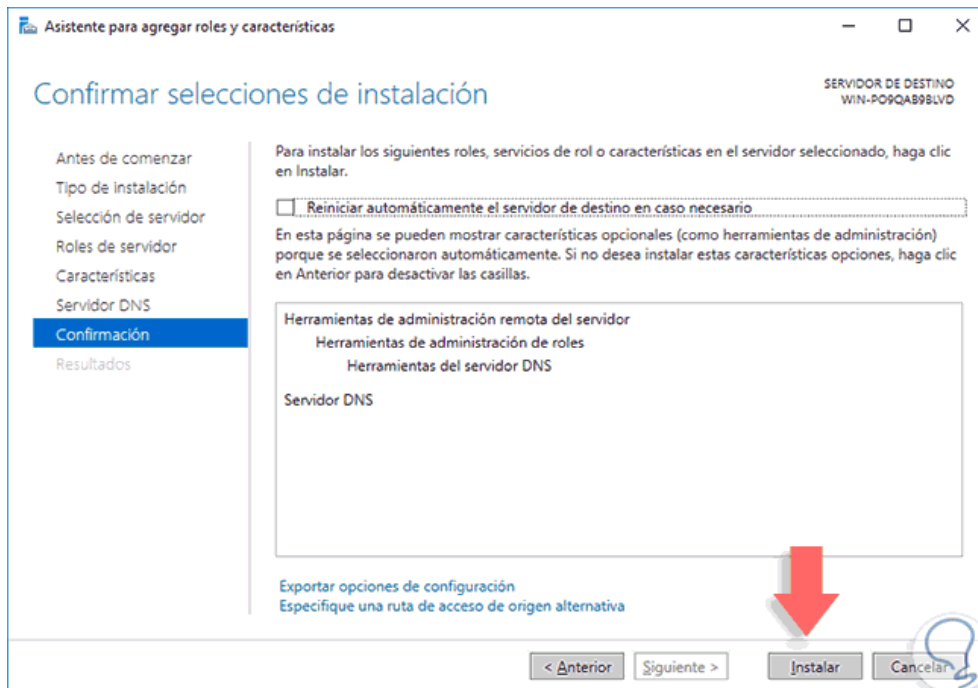 Asistente para agregar roles y características
Confirmar selecciones de instalación
SERVIDOR DE DESTINO
WIN-PO9QAB9BLVD
Antes de comenzar
Tipo de instalación
Selección de servidor
Roles de servidor
Características
Servidor DNS
Confirmación
Resultados
Para instalar los siguientes roles, servicios de rol o características en el servidor seleccionado, haga clic
en Instalar.
Reiniciar automáticamente el servidor de destino en caso necesario
En esta página se pueden mostrar características opcionales (como herramientas de administración)
porque se seleccionaron automáticamente. Si no desea instalar estas características opciones, haga clic
en Anterior para desactivar las casillas.
Herramientas de administración remota del servidor
Herramientas de administración de roles
Herramientas del servidor DNS
Servidor DNS
Exportar opciones de configuración
Especifique una ruta de acceso de origen alternativa
< Anterior
Siguiente >
Instalar
Cancelar